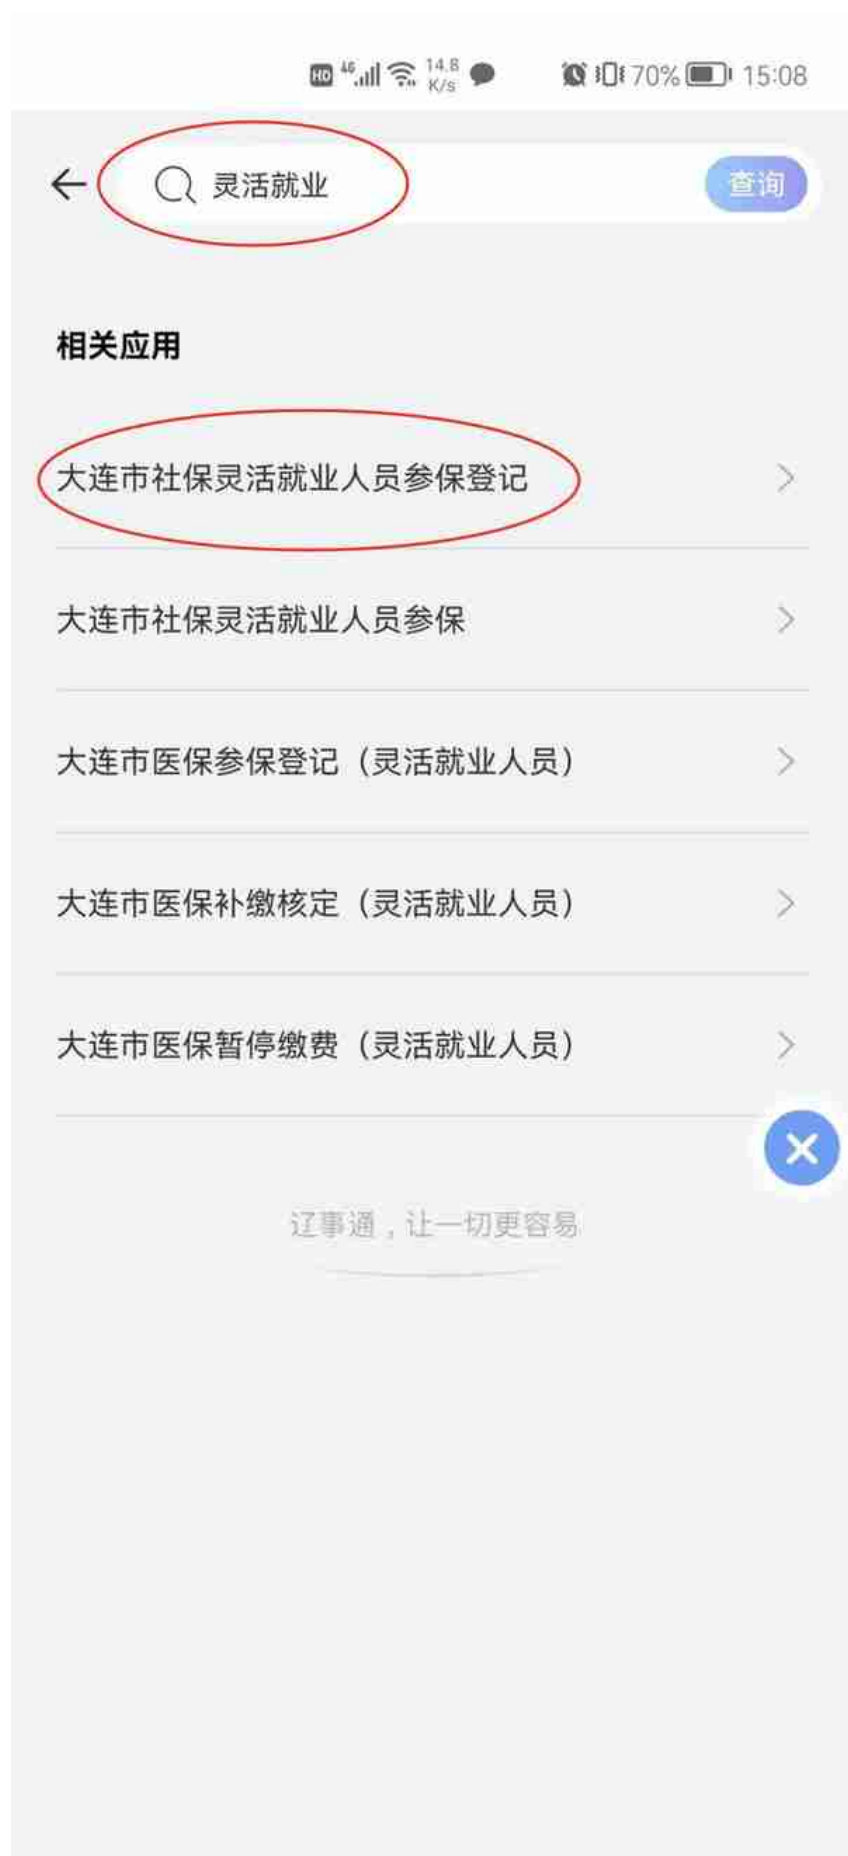 HD 46 14.8 K/s 70% 15:08
灵活就业 查询
相关应用
大连市社保灵活就业人员参保登记
大连市社保灵活就业人员参保
大连市医保参保登记（灵活就业人员）
大连市医保补缴核定（灵活就业人员）
大连市医保暂停缴费（灵活就业人员）
辽事通，让一切更容易